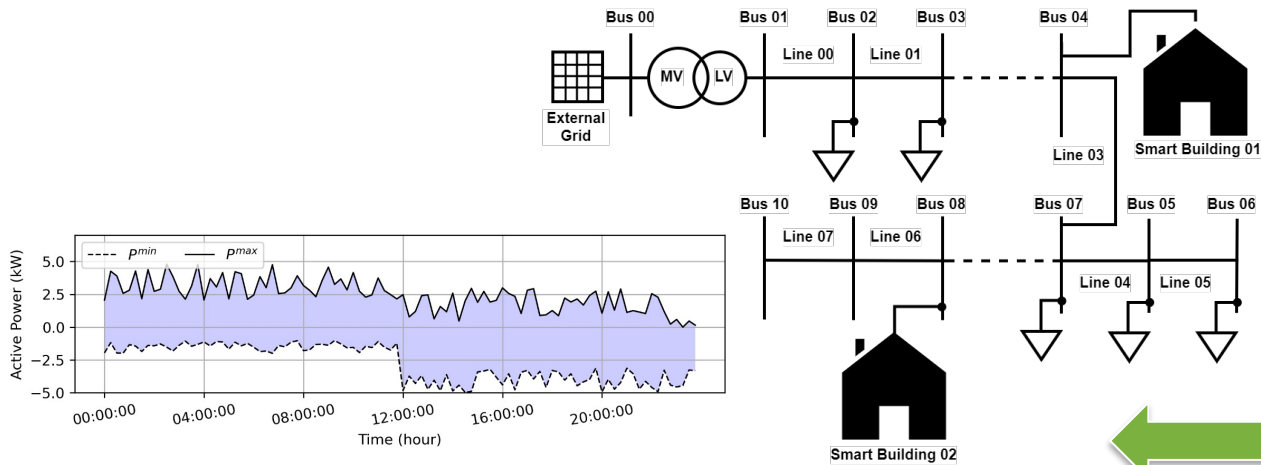 Bus 00
Bus 01
Bus 02
Bus 03
Bus 04
Line 00
Line 01
MV
LV
External
Grid
Line 03
Smart Building 01
Bus 10
Bus 09
Bus 08
Bus 07
Bus 05
Bus 06
Line 07
Line 06
Line 04
Line 05
Smart Building 02
P^min
P^max
Active Power (kW)
5.0
2.5
0.0
−2.5
−5.0
00:00:00
04:00:00
08:00:00
12:00:00
16:00:00
20:00:00
Time (hour)